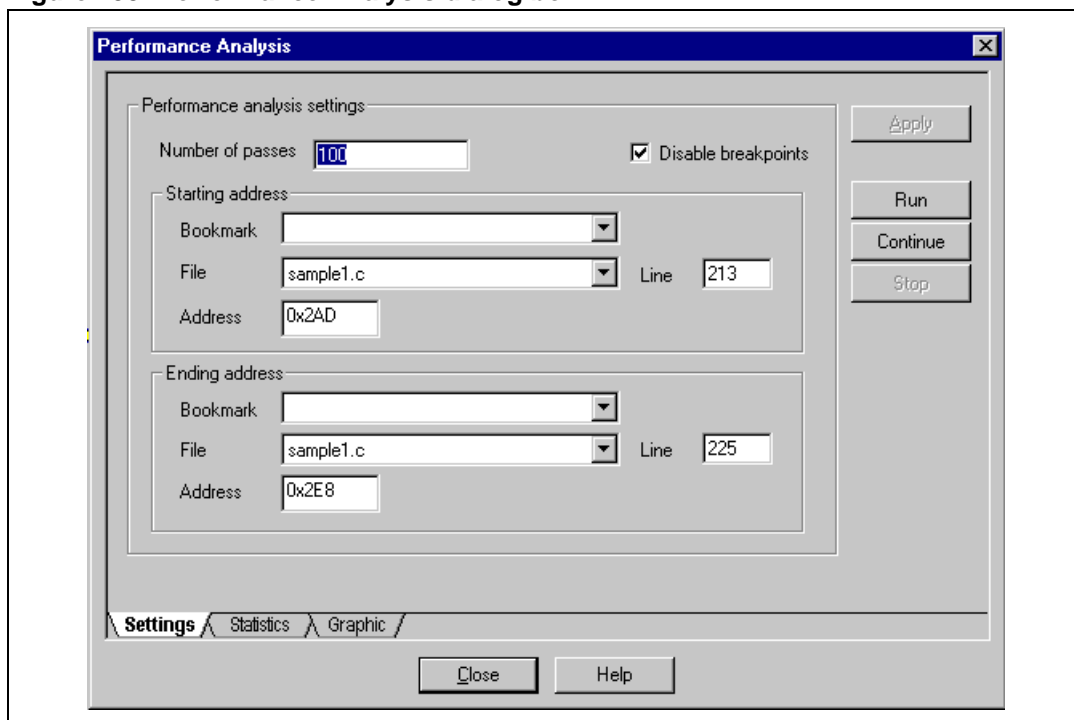 Performance Analysis
Performance analysis settings
Number of passes 100
Disable breakpoints
Starting address
Bookmark
File sample1.c Line 213
Address 0x2AD
Ending address
Bookmark
File sample1.c Line 225
Address 0x2E8
Apply
Run
Continue
Stop
Settings Statistics Graphic
Close Help